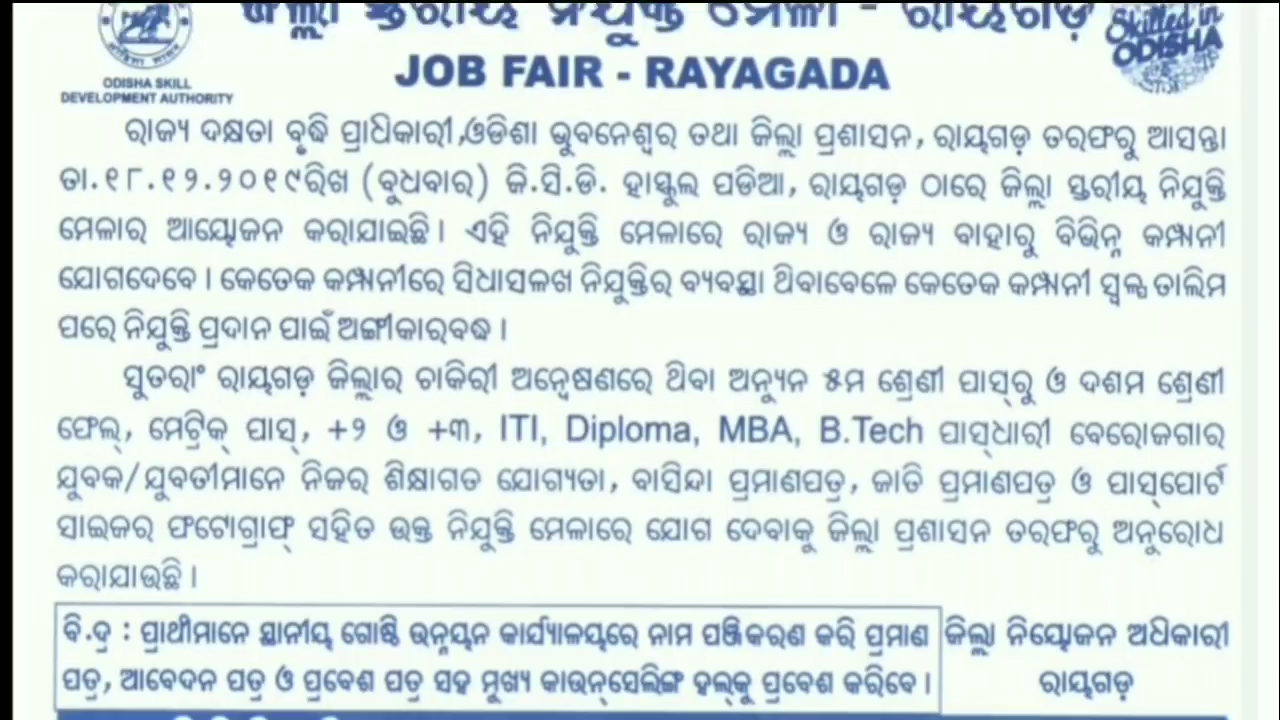 ଜିଲ୍ଲା ସ୍ତରୀୟ ନିଯୁକ୍ତି ମେଳା - ରାୟଗଡ଼
Skilled in
ODISHA
JOB FAIR - RAYAGADA
ODISHA SKILL
DEVELOPMENT AUTHORITY
ରାଜ୍ୟ ଦକ୍ଷତା ବୃଦ୍ଧି ପ୍ରାଧିକାରୀ,ଓଡିଶା ଭୁବନେଶ୍ୱର ତଥା ଜିଲ୍ଲା ପ୍ରଶାସନ, ରାୟଗଡ଼ ତରଫରୁ ଆସନ୍ତା
ତା.୧୮.୧୨.୨୦୧୯ରିଖ (ବୁଧବାର) ଜି.ସି.ଡି. ହାସ୍କୁଲ ପଡିଆ, ରାୟଗଡ଼ ଠାରେ ଜିଲ୍ଲା ସ୍ତରୀୟ ନିଯୁକ୍ତି
ମେଳାର ଆୟୋଜନ କରାଯାଇଛି। ଏହି ନିଯୁକ୍ତି ମେଳାରେ ରାଜ୍ୟ ଓ ରାଜ୍ୟ ବାହାରୁ ବିଭିନ୍ନ କମ୍ପାନୀ
ଯୋଗଦେବେ। କେତେକ କମ୍ପାନୀରେ ସିଧାସଳଖ ନିଯୁକ୍ତିର ବ୍ୟବସ୍ଥା ଥିବାବେଳେ କେତେକ କମ୍ପାନୀ ସ୍ୱଳ୍ପ ତାଲିମ
ପରେ ନିଯୁକ୍ତି ପ୍ରଦାନ ପାଇଁ ଅଙ୍ଗୀକାରବଦ୍ଧ।
ସୁତରାଂ ରାୟଗଡ଼ ଜିଲ୍ଲାର ଚାକିରୀ ଅନ୍ୱେଷଣରେ ଥିବା ଅନ୍ୟୁନ ୫ମ ଶ୍ରେଣୀ ପାସ୍‌ରୁ ଓ ଦଶମ ଶ୍ରେଣୀ
ଫେଲ୍, ମେଟ୍ରିକ୍ ପାସ୍, +୨ ଓ +୩, ITI, Diploma, MBA, B.Tech ପାସ୍‌ଧାରୀ ବେରୋଜଗାର
ଯୁବକ/ଯୁବତୀମାନେ ନିଜର ଶିକ୍ଷାଗତ ଯୋଗ୍ୟତା, ବାସିନ୍ଦା ପ୍ରମାଣପତ୍ର, ଜାତି ପ୍ରମାଣପତ୍ର ଓ ପାସ୍‌ପୋର୍ଟ
ସାଇଜର ଫଟୋଗ୍ରାଫ୍ ସହିତ ଉକ୍ତ ନିଯୁକ୍ତି ମେଳାରେ ଯୋଗ ଦେବାକୁ ଜିଲ୍ଲା ପ୍ରଶାସନ ତରଫରୁ ଅନୁରୋଧ
କରାଯାଉଛି।
ବି.ଦ୍ର : ପ୍ରାର୍ଥୀମାନେ ସ୍ଥାନୀୟ ଗୋଷ୍ଠି ଉନ୍ନୟନ କାର୍ଯ୍ୟାଳୟରେ ନାମ ପଞ୍ଜିକରଣ କରି ପ୍ରମାଣ
ପତ୍ର, ଆବେଦନ ପତ୍ର ଓ ପ୍ରବେଶ ପତ୍ର ସହ ମୁଖ୍ୟ କାଉନ୍‌ସେଲିଙ୍ଗ ହଲ୍‌କୁ ପ୍ରବେଶ କରିବେ।
ଜିଲ୍ଲା ନିୟୋଜନ ଅଧିକାରୀ
ରାୟଗଡ଼